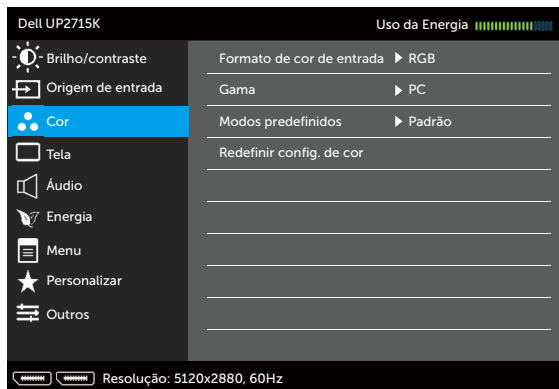 Dell UP2715K
Uso da Energia
Brilho/contraste
Formato de cor de entrada
RGB
Origem de entrada
Gama
PC
Cor
Modos predefinidos
Padrão
Tela
Redefinir config. de cor
Áudio
Energia
Menu
Personalizar
Outros
Resolução: 5120x2880, 60Hz